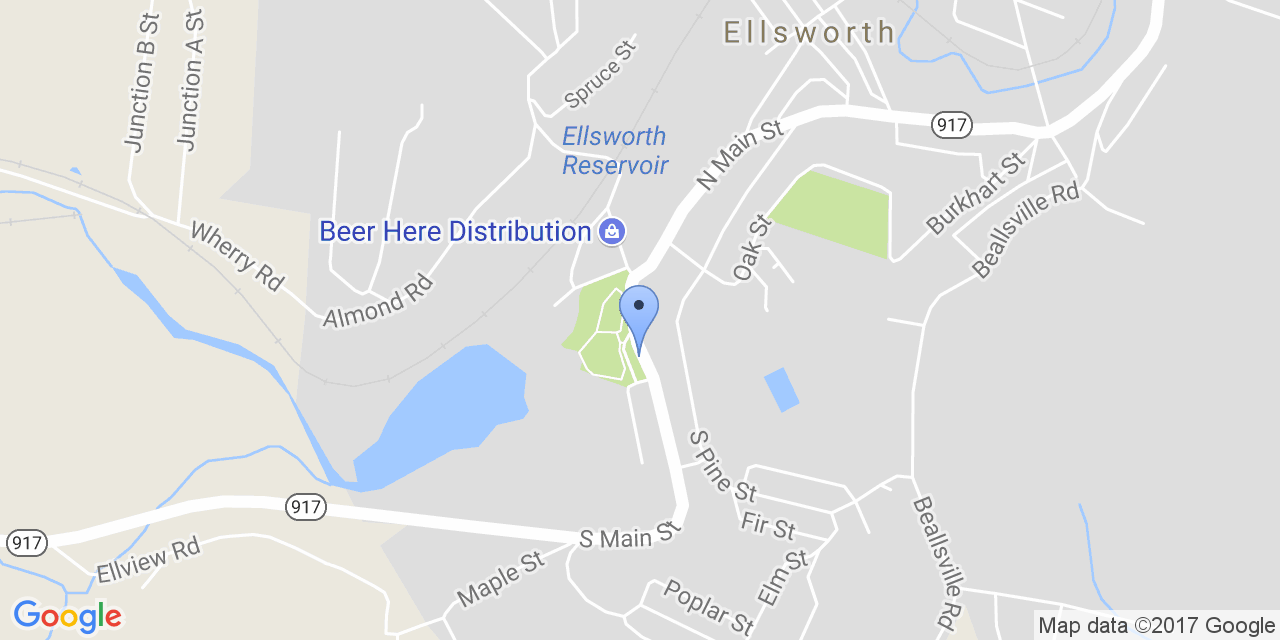 Ellsworth
Junction B St
Junction A St
Spruce St
Ellsworth
Reservoir
N Main St
917
Burkhart St
Beallsville Rd
Oak St
Beer Here Distribution
Wherry Rd
Almond Rd
S Pine St
917
917
S Main St
Fir St
Elm St
Ellview Rd
Maple St
Poplar St
Beallsville Rd
Google
Map data ©2017 Google